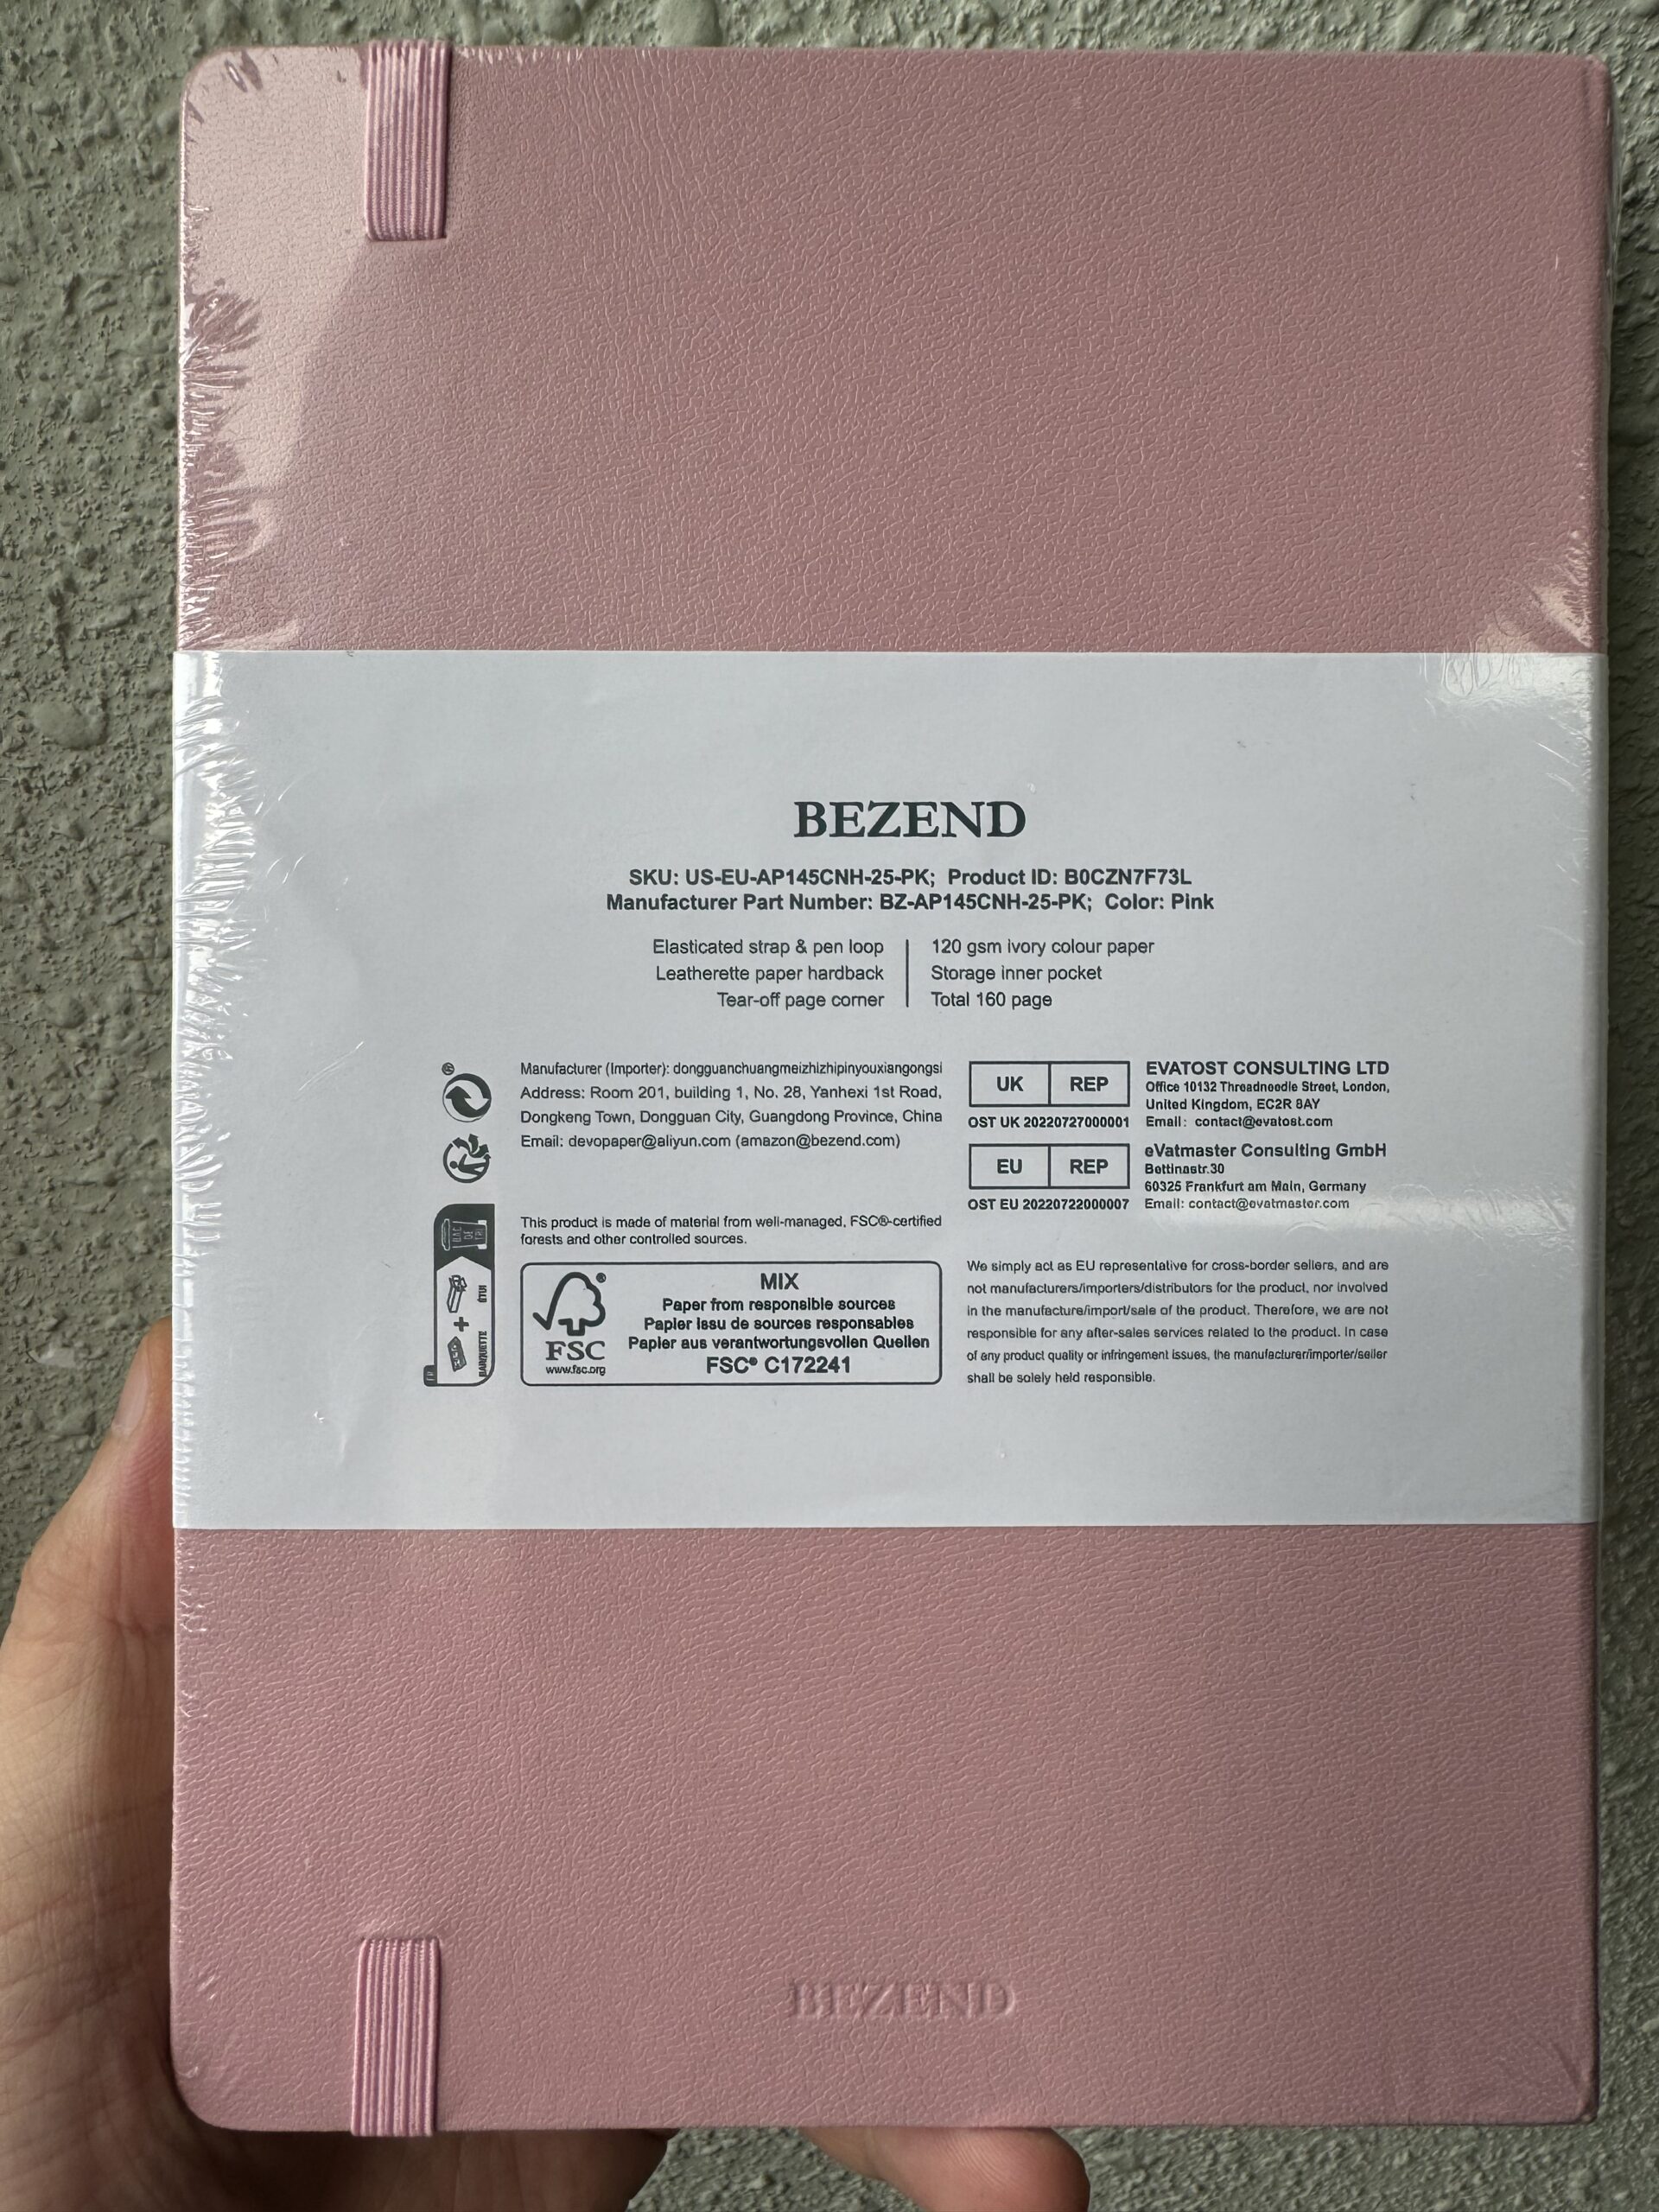 BEZEND
SKU: US-EU-AP145CNH-25-PK; Product ID: B0CZN7F73L
Manufacturer Part Number: BZ-AP145CNH-25-PK; Color: Pink
Elasticated strap & pen loop
Leatherette paper hardback
Tear-off page corner
120 gsm ivory colour paper
Storage inner pocket
Total 160 page
Manufacturer (Importer): dongguanchuangmeizhizhipinyouxiangongsi
Address: Room 201, building 1, No. 28, Yanhexi 1st Road,
Dongkeng Town, Dongguan City, Guangdong Province, China
Email: devopaper@aliyun.com (amazon@bezend.com)
UK REP
OST UK 20220727000001
EVATOST CONSULTING LTD
Office 10132 Threadneedle Street, London,
United Kingdom, EC2R 8AY
Email: contact@evatost.com
EU REP
OST EU 20220722000007
eVatmaster Consulting GmbH
Bettinastr.30
60325 Frankfurt am Main, Germany
Email: contact@evatmaster.com
FR
BARQUETTE
+
ÉTUI
BAC
DE
TRI
This product is made of material from well-managed, FSC®-certified
forests and other controlled sources.
®
FSC
www.fsc.org
MIX
Paper from responsible sources
Papier issu de sources responsables
Papier aus verantwortungsvollen Quellen
FSC® C172241
We simply act as EU representative for cross-border sellers, and are
not manufacturers/importers/distributors for the product, nor involved
in the manufacture/import/sale of the product. Therefore, we are not
responsible for any after-sales services related to the product. In case
of any product quality or infringement issues, the manufacturer/importer/seller
shall be solely held responsible.
BEZEND